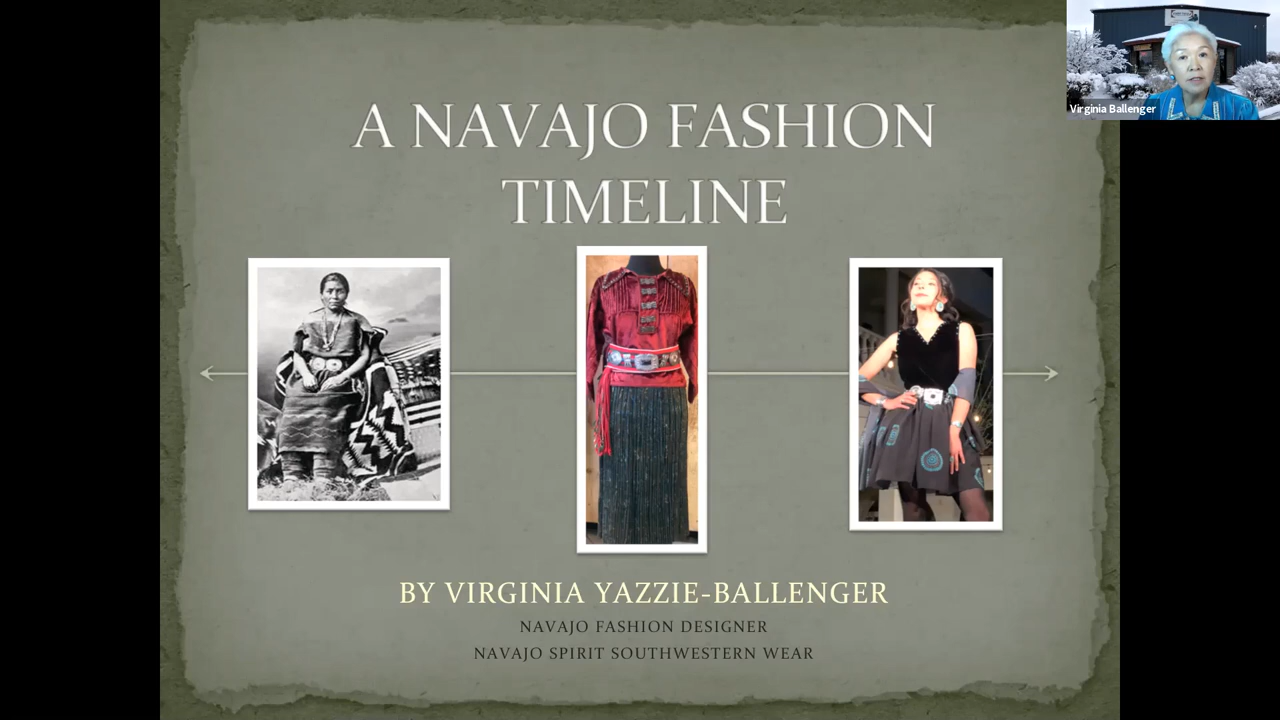 A NAVAJO FASHION
TIMELINE
BY VIRGINIA YAZZIE-BALLENGER
NAVAJO FASHION DESIGNER
NAVAJO SPIRIT SOUTHWESTERN WEAR
Virginia Ballenger